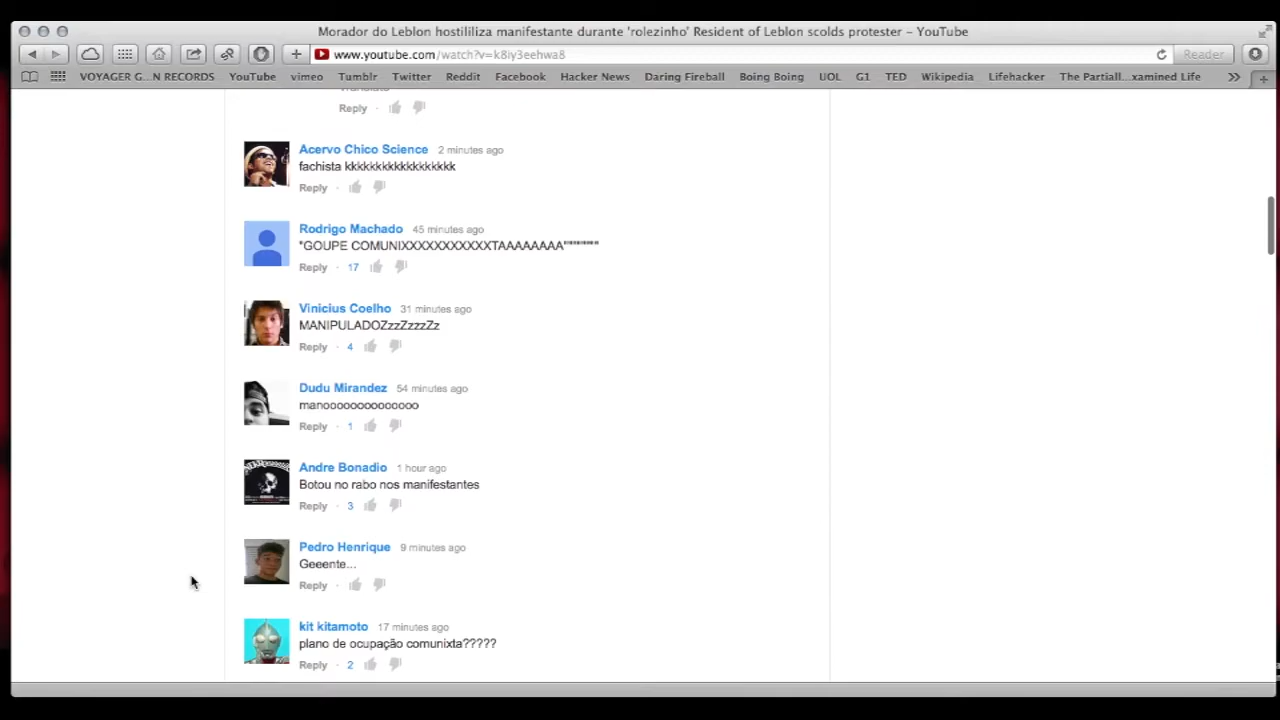 Morador do Leblon hostililiza manifestante durante 'rolezinho' Resident of Leblon scolds protester – YouTube
www.youtube.com/watch?v=k8iy3eehwa8
Reader
VOYAGER G...N RECORDS YouTube vimeo Tumblr Twitter Reddit Facebook Hacker News Daring Fireball Boing Boing UOL G1 TED Wikipedia Lifehacker The Partiall...xamined Life
Translate
Reply
Acervo Chico Science 2 minutes ago
fachista kkkkkkkkkkkkkkkkkk
Reply
Rodrigo Machado 45 minutes ago
"GOUPE COMUNIXXXXXXXXXXXTAAAAAAAA"""""""
Reply · 17
Vinicius Coelho 31 minutes ago
MANIPULADOZzzZzzzZz
Reply · 4
Dudu Mirandez 54 minutes ago
manoooooooooooooo
Reply · 1
Andre Bonadio 1 hour ago
Botou no rabo nos manifestantes
Reply · 3
Pedro Henrique 9 minutes ago
Geeente...
Reply
kit kitamoto 17 minutes ago
plano de ocupação comunixta?????
Reply · 2